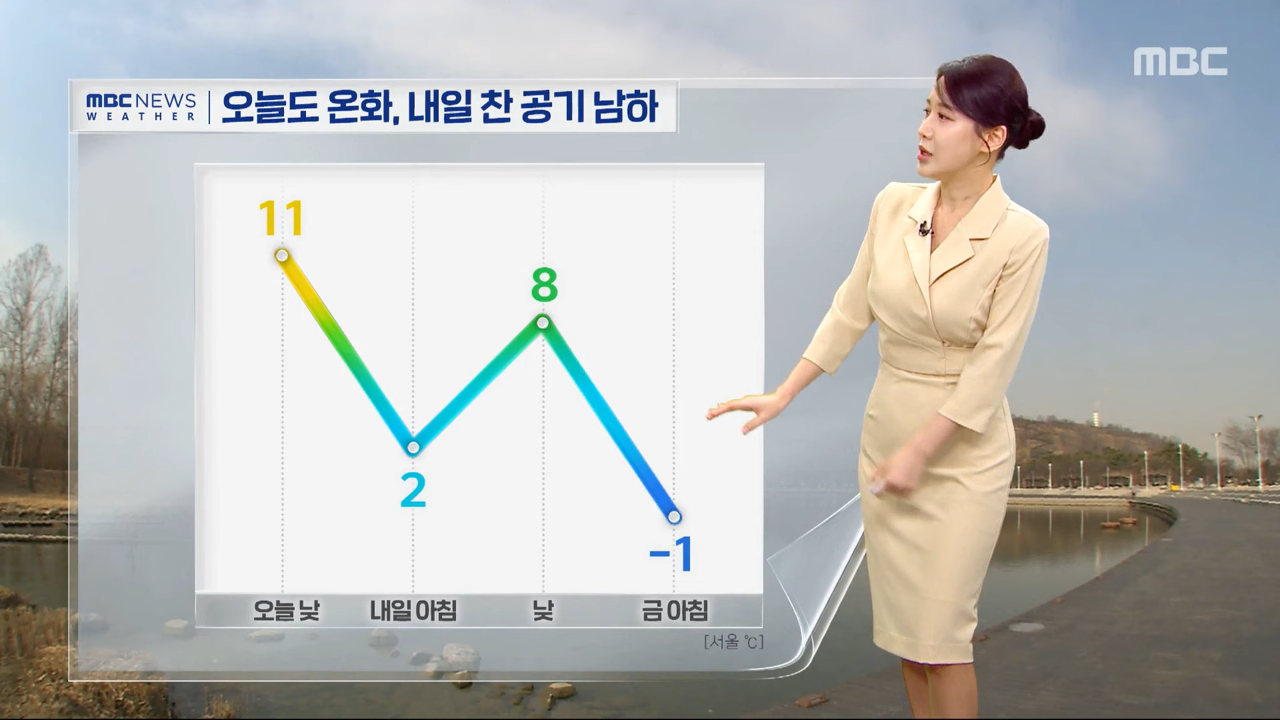 MBC
MBC NEWS
WEATHER
오늘도 온화, 내일 찬 공기 남하
11
2
8
-1
오늘 낮 내일 아침 낮 금 아침
[서울 ℃]